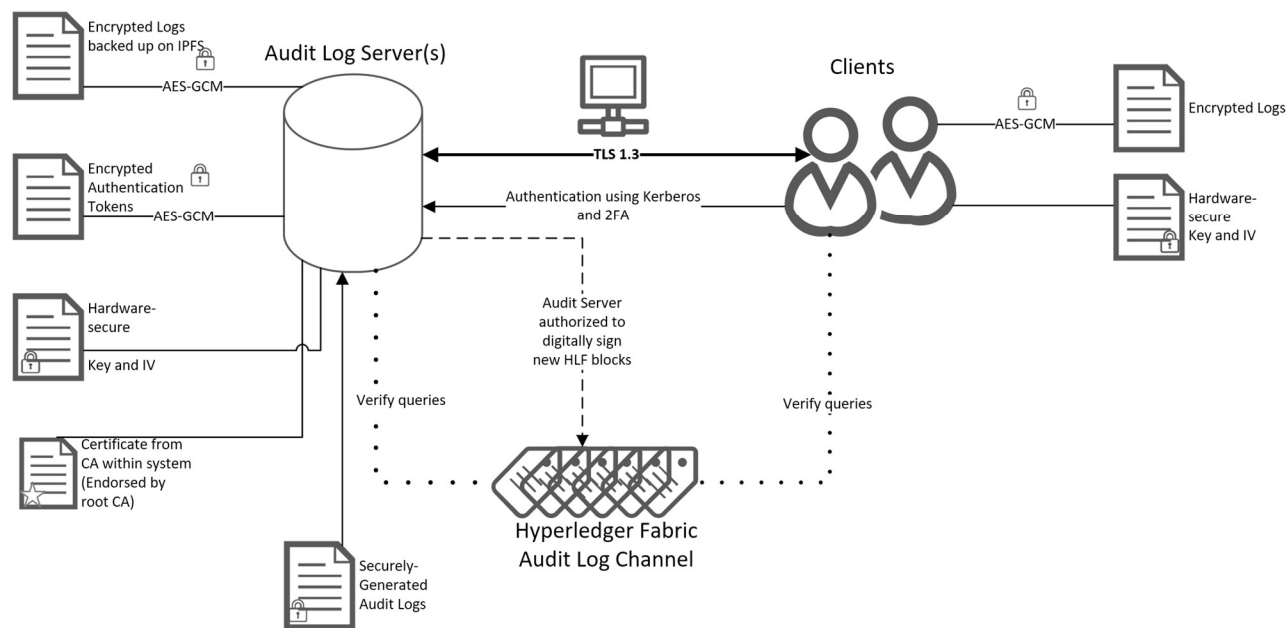 Encrypted Logs
backed up on IPFS
AES-GCM
Audit Log Server(s)
Clients
AES-GCM
Encrypted Logs
TLS 1.3
Encrypted
Authentication
Tokens
AES-GCM
Authentication using Kerberos
and 2FA
Hardware-
secure
Key and IV
Hardware-
secure
Key and IV
Audit Server
authorized to
digitally sign
new HLF blocks
Verify queries
Verify queries
Certificate from
CA within system
(Endorsed by
root CA)
Hyperledger Fabric
Audit Log Channel
Securely-
Generated
Audit Logs